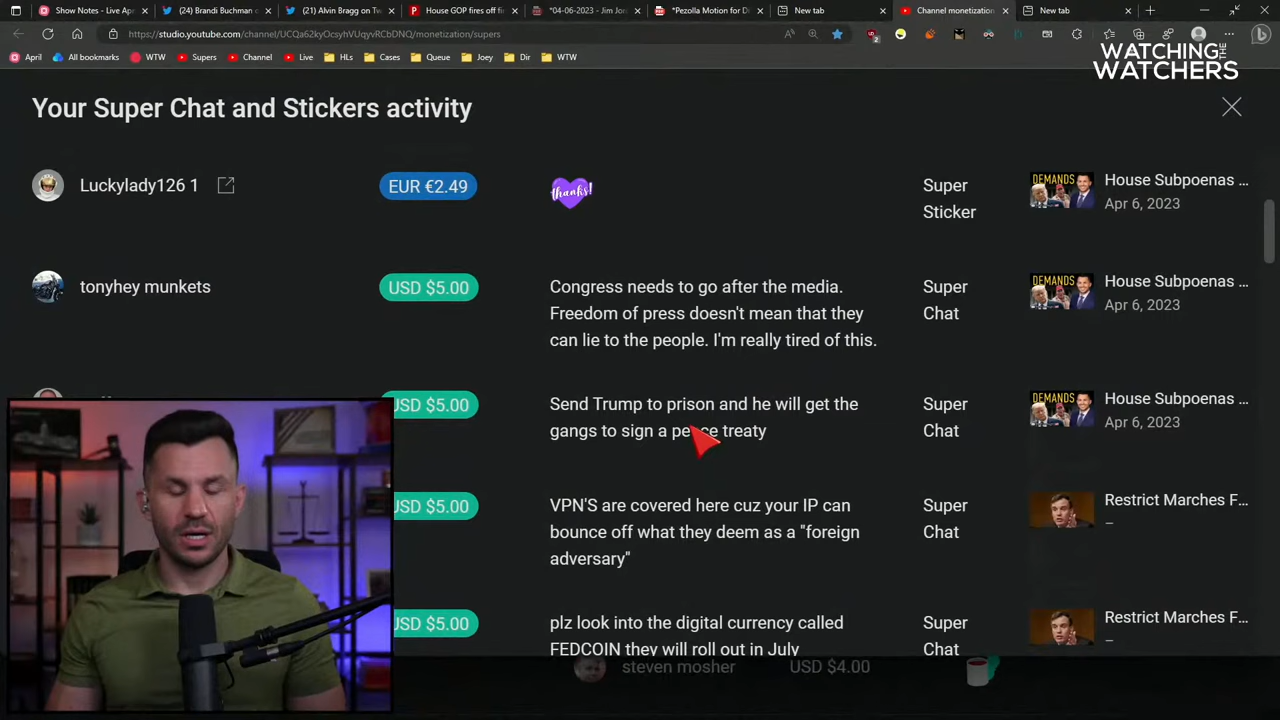 Show Notes - Live Ap
(24) Brandi Buchman
(21) Alvin Bragg on Tw
House GOP fires off fi
*04-06-2023 - Jim Jor
*Pezolla Motion for D
New tab
Channel monetization
New tab
https://studio.youtube.com/channel/UCQa62kyOcsyhVUqyvRCbDNQ/monetization/supers
April
All bookmarks
WTW
Supers
Channel
Live
HLs
Cases
Queue
Joey
Dir
WTW
WATCHING
THE
WATCHERS
Your Super Chat and Stickers activity
Luckylady126 1
EUR €2.49
thanks!
Super
Sticker
DEMANDS
House Subpoenas ...
Apr 6, 2023
tonyhey munkets
USD $5.00
Congress needs to go after the media.
Freedom of press doesn't mean that they
can lie to the people. I'm really tired of this.
Super
Chat
DEMANDS
House Subpoenas ...
Apr 6, 2023
USD $5.00
Send Trump to prison and he will get the
gangs to sign a peace treaty
Super
Chat
DEMANDS
House Subpoenas ...
Apr 6, 2023
USD $5.00
VPN'S are covered here cuz your IP can
bounce off what they deem as a "foreign
adversary"
Super
Chat
Restrict Marches F...
–
USD $5.00
plz look into the digital currency called
FEDCOIN they will roll out in July
Super
Chat
Restrict Marches F...
–
steven mosher
USD $4.00